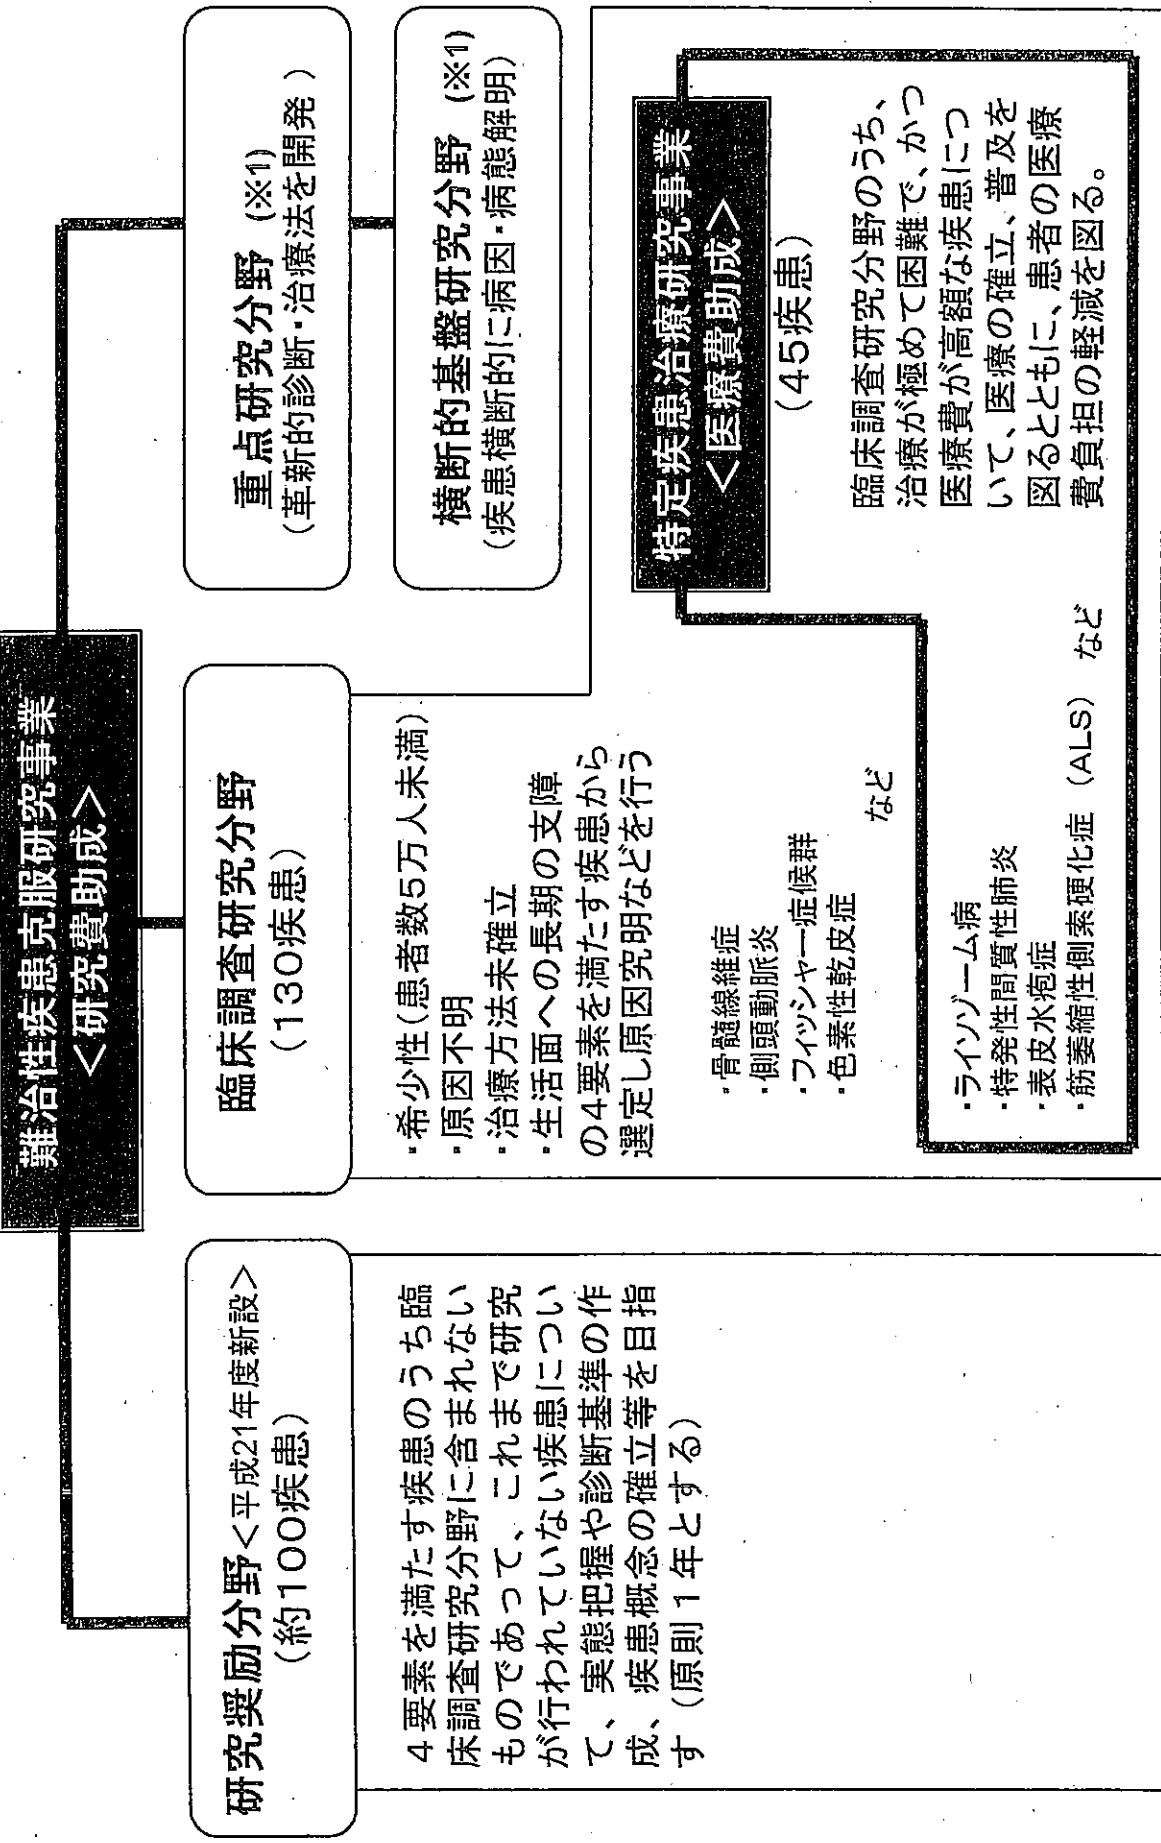 難治性疾患克服研究事業
＜研究費助成＞
研究奨励分野＜平成21年度新設＞
（約100疾患）
４要素を満たす疾患のうち臨
床調査研究分野に含まれない
ものであって、これまで研究
が行われていない疾患につい
て、実態把握や診断基準の作
成、疾患概念の確立等を目指
す（原則１年とする）
臨床調査研究分野
（130疾患）
・希少性（患者数5万人未満）
・原因不明
・治療方法未確立
・生活面への長期の支障
の4要素を満たす疾患から
選定し原因究明などを行う
・骨髄線維症
・側頭動脈炎
・フィッシャー症候群
・色素性乾皮症
など
重点研究分野（※1）
（革新的診断・治療法を開発）
横断的基盤研究分野（※1）
（疾患横断的に病因・病態解明）
特定疾患治療研究事業
＜医療費助成＞
（45疾患）
臨床調査研究分野のうち、
治療が極めて困難で、かつ
医療費が高額な疾患につ
いて、医療の確立、普及を
図るとともに、患者の医療
費負担の軽減を図る。
・ライソゾーム病
・特発性間質性肺炎
・表皮水疱症
・筋萎縮性側索硬化症（ALS）　など